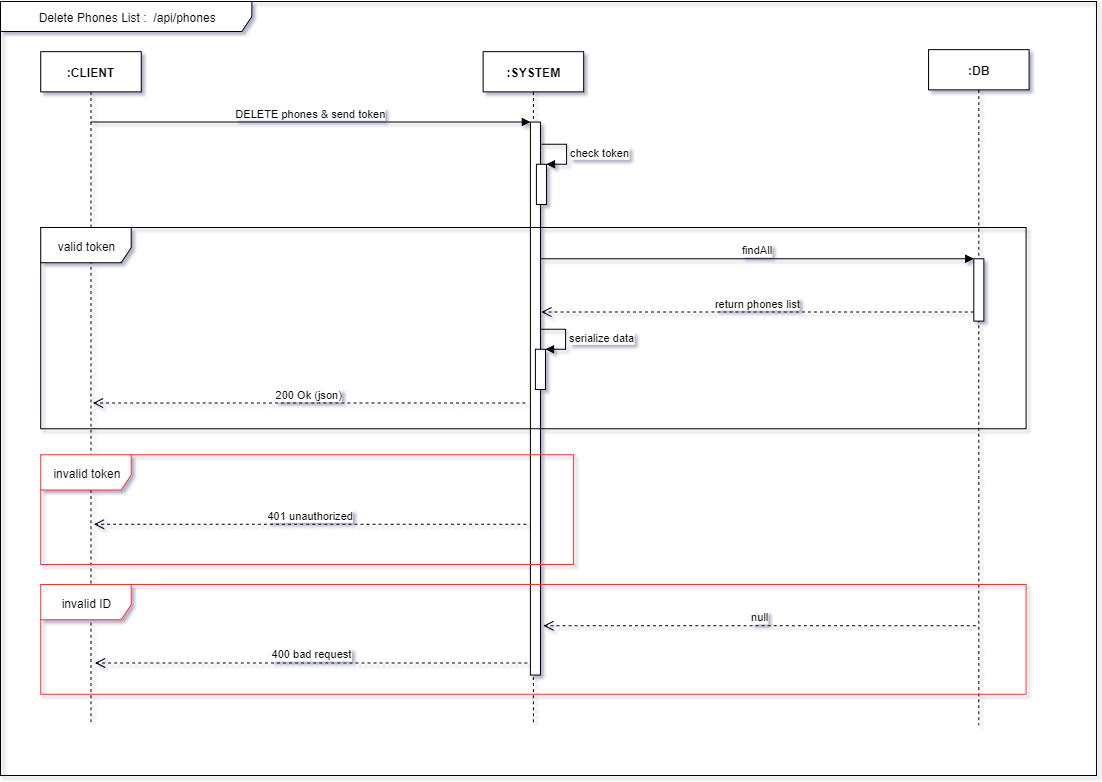 Delete Phones List : /api/phones
:CLIENT
:SYSTEM
:DB
DELETE phones & send token
check token
valid token
findAll
return phones list
serialize data
200 Ok (json)
invalid token
401 unauthorized
invalid ID
null
400 bad request